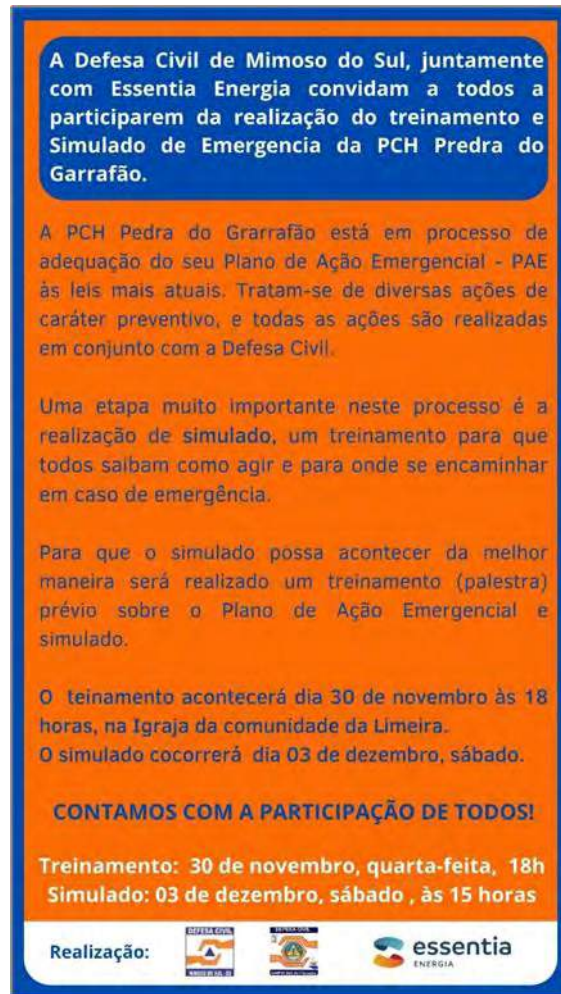 A Defesa Civil de Mimoso do Sul, juntamente
com Essentia Energia convidam a todos a
participarem da realização do treinamento e
Simulado de Emergencia da PCH Predra do
Garrafão.
A PCH Pedra do Grarrafão está em processo de
adequação do seu Plano de Ação Emergencial - PAE
às leis mais atuais. Tratam-se de diversas ações de
caráter preventivo, e todas as ações são realizadas
em conjunto com a Defesa Civil.
Uma etapa muito importante neste processo é a
realização de simulado, um treinamento para que
todos saibam como agir e para onde se encaminhar
em caso de emergência.
Para que o simulado possa acontecer da melhor
maneira será realizado um treinamento (palestra)
prévio sobre o Plano de Ação Emergencial e
simulado.
O teinamento acontecerá dia 30 de novembro às 18
horas, na Igraja da comunidade da Limeira.
O simulado cocorrerá dia 03 de dezembro, sábado.
CONTAMOS COM A PARTICIPAÇÃO DE TODOS!
Treinamento: 30 de novembro, quarta-feita, 18h
Simulado: 03 de dezembro, sábado , às 15 horas
Realização:
DEFESA CIVIL
MIMOSO DO SUL-ES
DEFESA CIVIL
essentia
ENERGIA